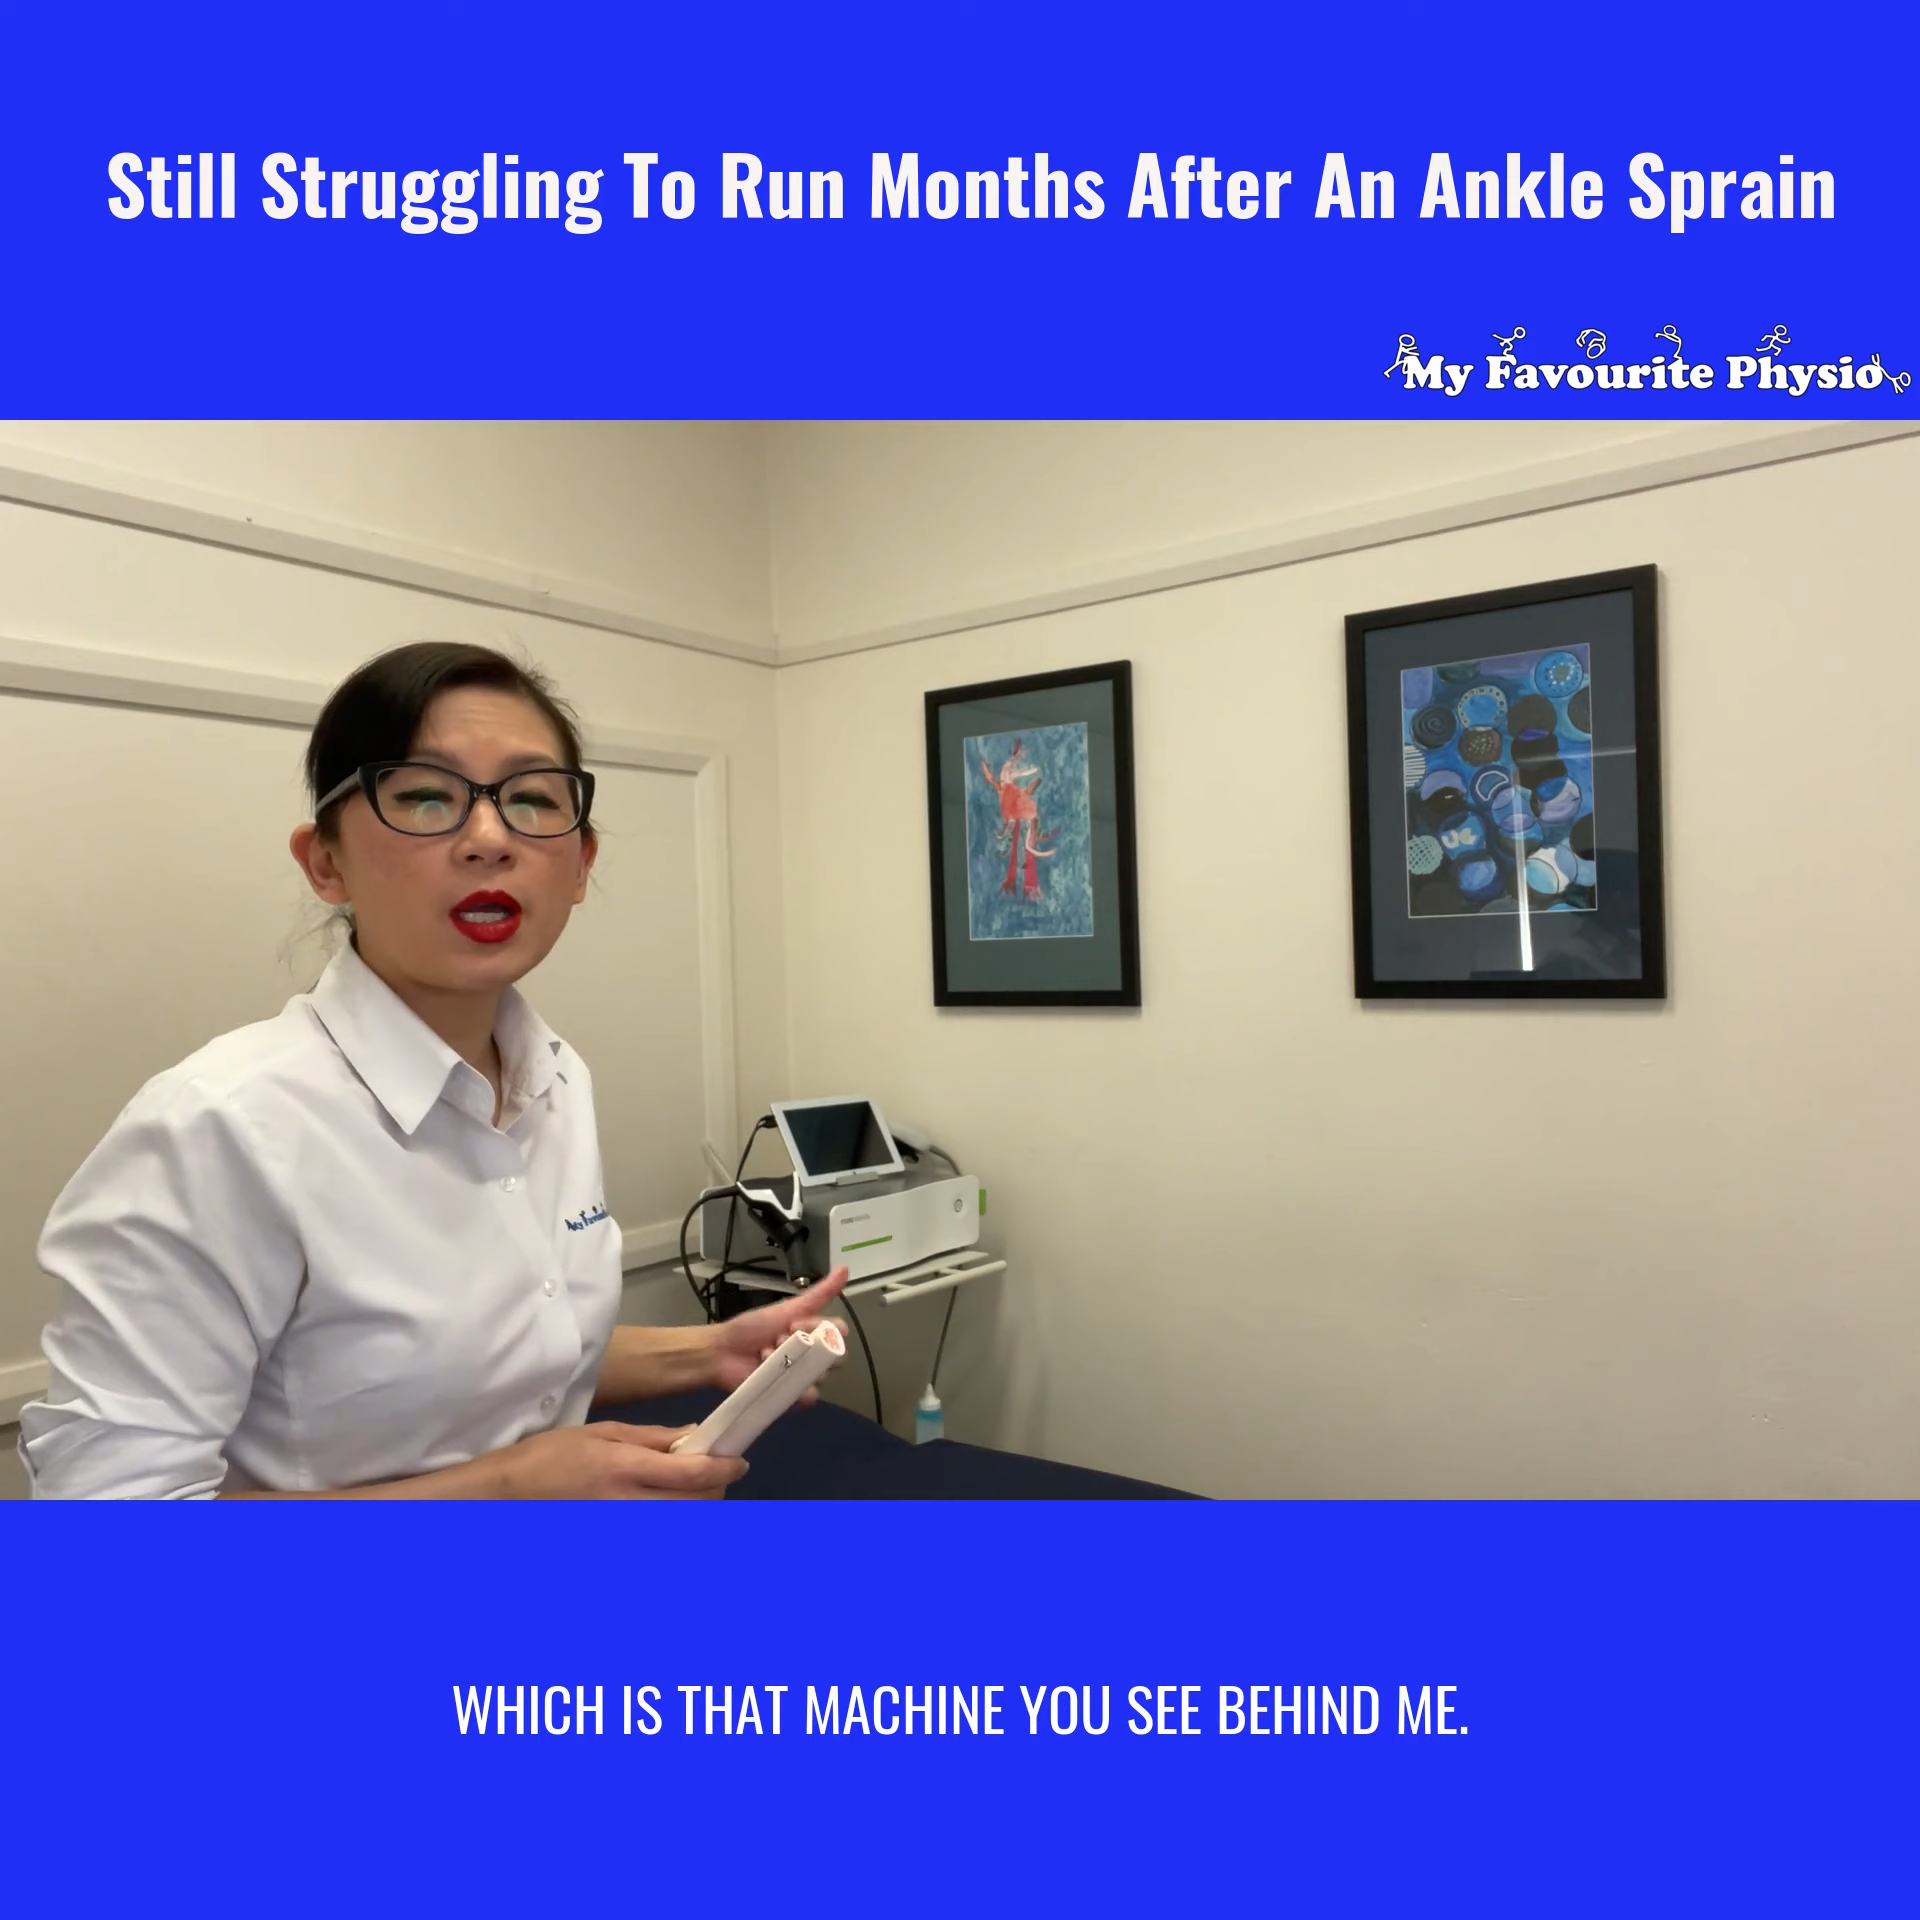 Still Struggling To Run Months After An Ankle Sprain
My Favourite Physio
WHICH IS THAT MACHINE YOU SEE BEHIND ME.